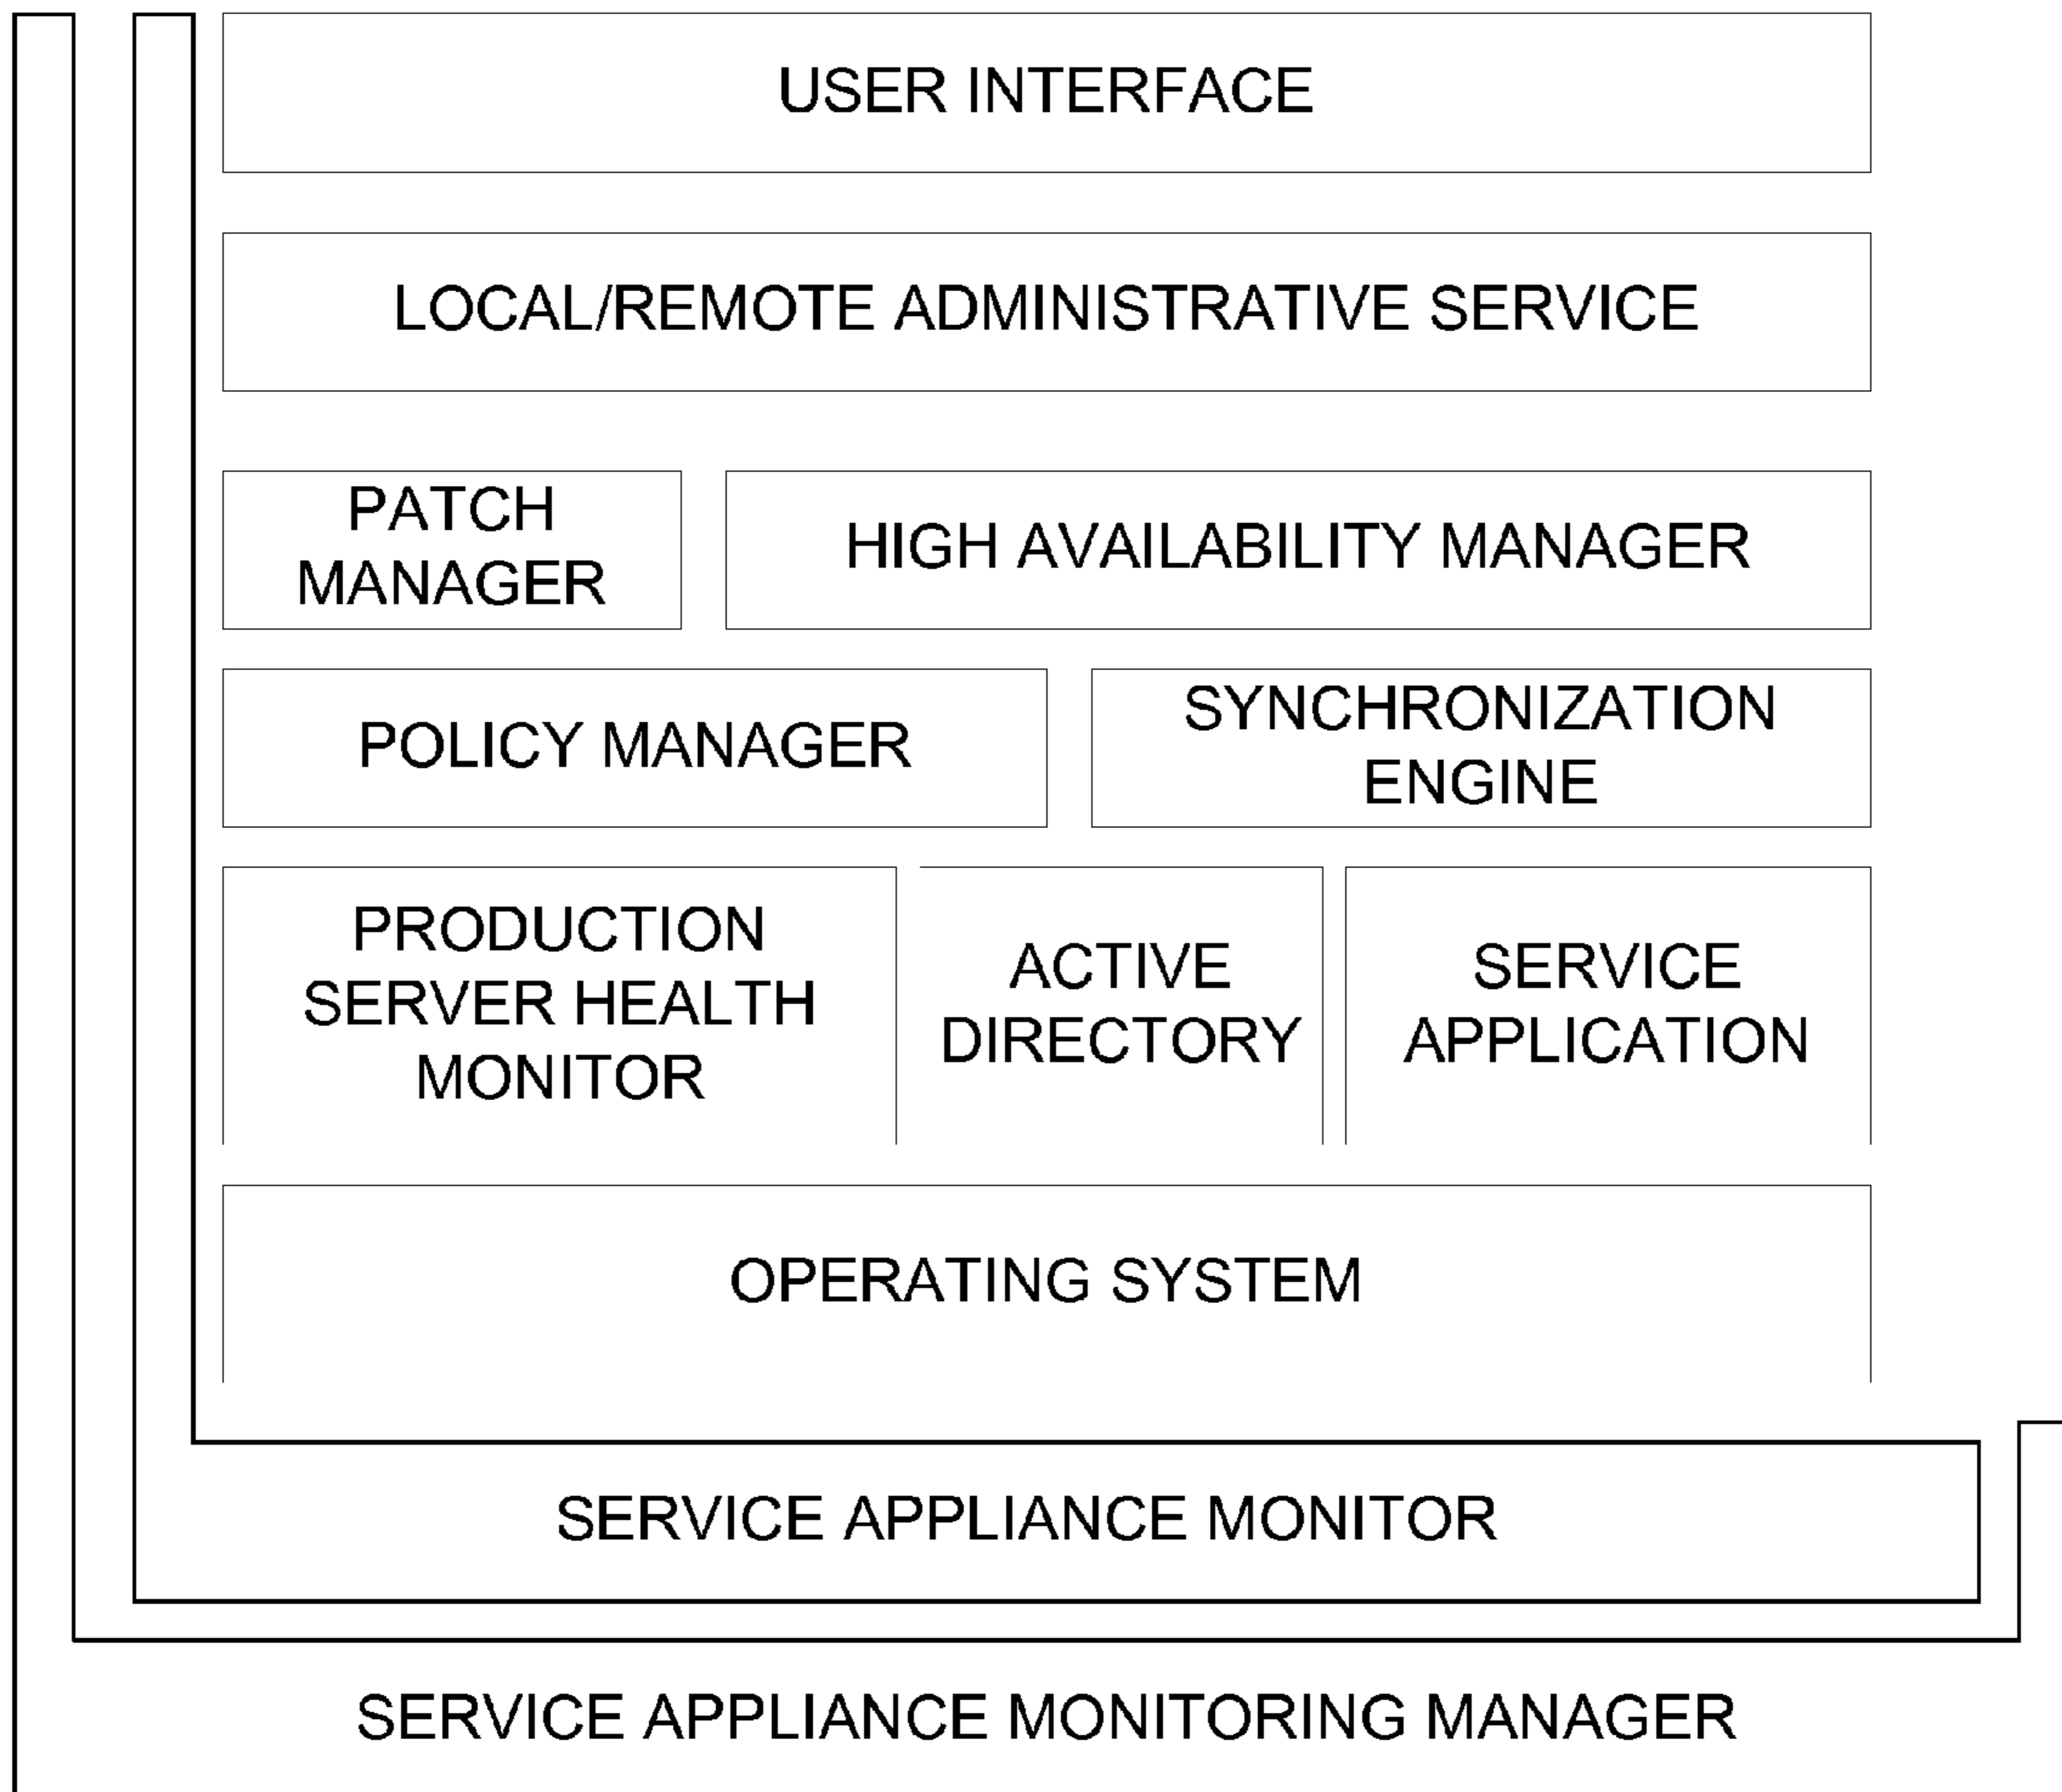 USER INTERFACE
LOCAL/REMOTE ADMINISTRATIVE SERVICE
PATCH
MANAGER
HIGH AVAILABILITY MANAGER
POLICY MANAGER
SYNCHRONIZATION
ENGINE
PRODUCTION
SERVER HEALTH
MONITOR
ACTIVE
DIRECTORY
SERVICE
APPLICATION
OPERATING SYSTEM
SERVICE APPLIANCE MONITOR
SERVICE APPLIANCE MONITORING MANAGER